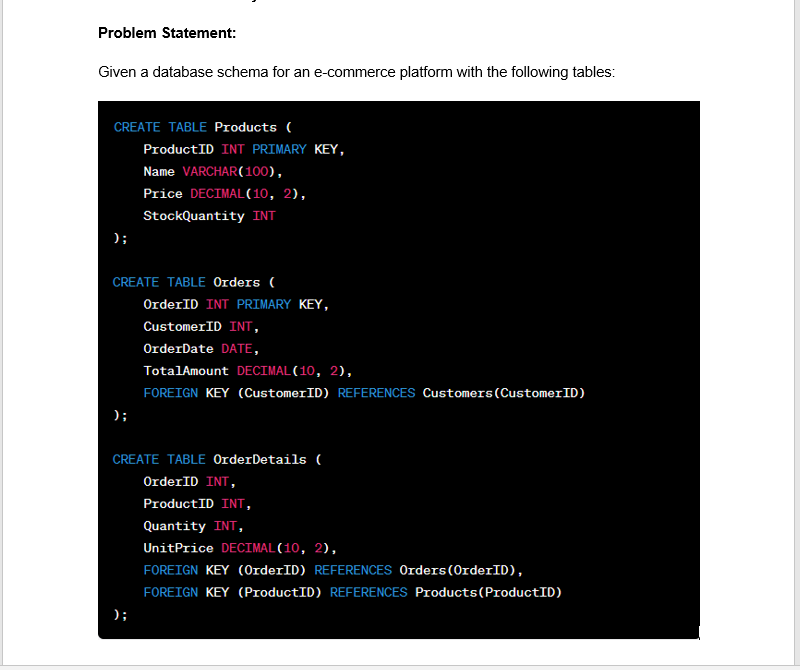 Problem Statement:
Given a database schema for an e-commerce platform with the following tables:
CREATE TABLE Products (
    ProductID INT PRIMARY KEY,
    Name VARCHAR(100),
    Price DECIMAL(10, 2),
    StockQuantity INT
);
CREATE TABLE Orders (
    OrderID INT PRIMARY KEY,
    CustomerID INT,
    OrderDate DATE,
    TotalAmount DECIMAL(10, 2),
    FOREIGN KEY (CustomerID) REFERENCES Customers(CustomerID)
);
CREATE TABLE OrderDetails (
    OrderID INT,
    ProductID INT,
    Quantity INT,
    UnitPrice DECIMAL(10, 2),
    FOREIGN KEY (OrderID) REFERENCES Orders(OrderID),
    FOREIGN KEY (ProductID) REFERENCES Products(ProductID)
);